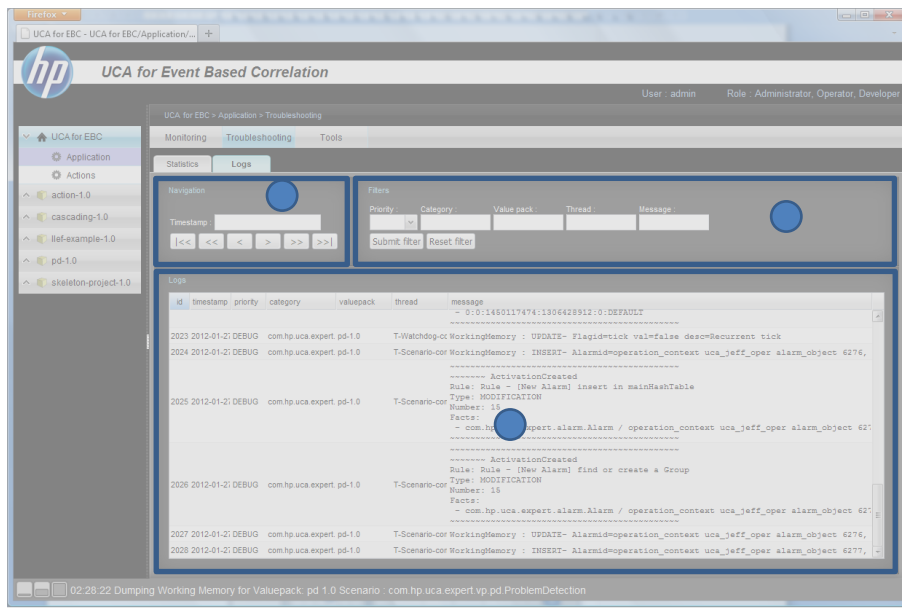 Firefox
UCA for EBC - UCA for EBC/Application/... +
hp
UCA for Event Based Correlation
User : admin Role : Administrator, Operator, Developer
UCA for EBC > Application > Troubleshooting
UCA for EBC
Monitoring Troubleshooting Tools
Application
Statistics Logs
Actions
action-1.0
cascading-1.0
pd-1.0
skeleton-project-1.0
Navigation
Timestamp :
|<< << < > >> >>|
Filters
Priority : Category : Value pack : Thread : Message :
Submit filter Reset filter
Logs
id timestamp priority category valuepack thread message
- 0:0:1450117474:1306428912:0:DEFAULT
2023 2012-01-27 DEBUG com.hp.uca.expert. pd-1.0 T-Watchdog-cc WorkingMemory : UPDATE- Flagid=tick val=false desc=Recurrent tick
2024 2012-01-27 DEBUG com.hp.uca.expert. pd-1.0 T-Scenario-cor WorkingMemory : INSERT- Alarmid=operation_context uca_jeff_oper alarm_object 6276,
------- ActivationCreated
Rule: Rule - [New Alarm] insert in mainHashTable
Type: MODIFICATION
2025 2012-01-27 DEBUG com.hp.uca.expert. pd-1.0 T-Scenario-cor Number: 15
Facts:
- com.hp expert.alarm.Alarm / operation_context uca_jeff_oper alarm_object 627
------- ActivationCreated
Rule: Rule - [New Alarm] find or create a Group
Type: MODIFICATION
2026 2012-01-27 DEBUG com.hp.uca.expert. pd-1.0 T-Scenario-cor Number: 15
Facts:
- com.hp.uca.expert.alarm.Alarm / operation_context uca_jeff_oper alarm_object 627
2027 2012-01-27 DEBUG com.hp.uca.expert. pd-1.0 T-Scenario-cor WorkingMemory : UPDATE- Alarmid=operation_context uca_jeff_oper alarm_object 6276,
2028 2012-01-27 DEBUG com.hp.uca.expert. pd-1.0 T-Scenario-cor WorkingMemory : INSERT- Alarmid=operation_context uca_jeff_oper alarm_object 6277,
02:28:22 Dumping Working Memory for Valuepack: pd 1.0 Scenario : com.hp.uca.expert.vp.pd.ProblemDetection